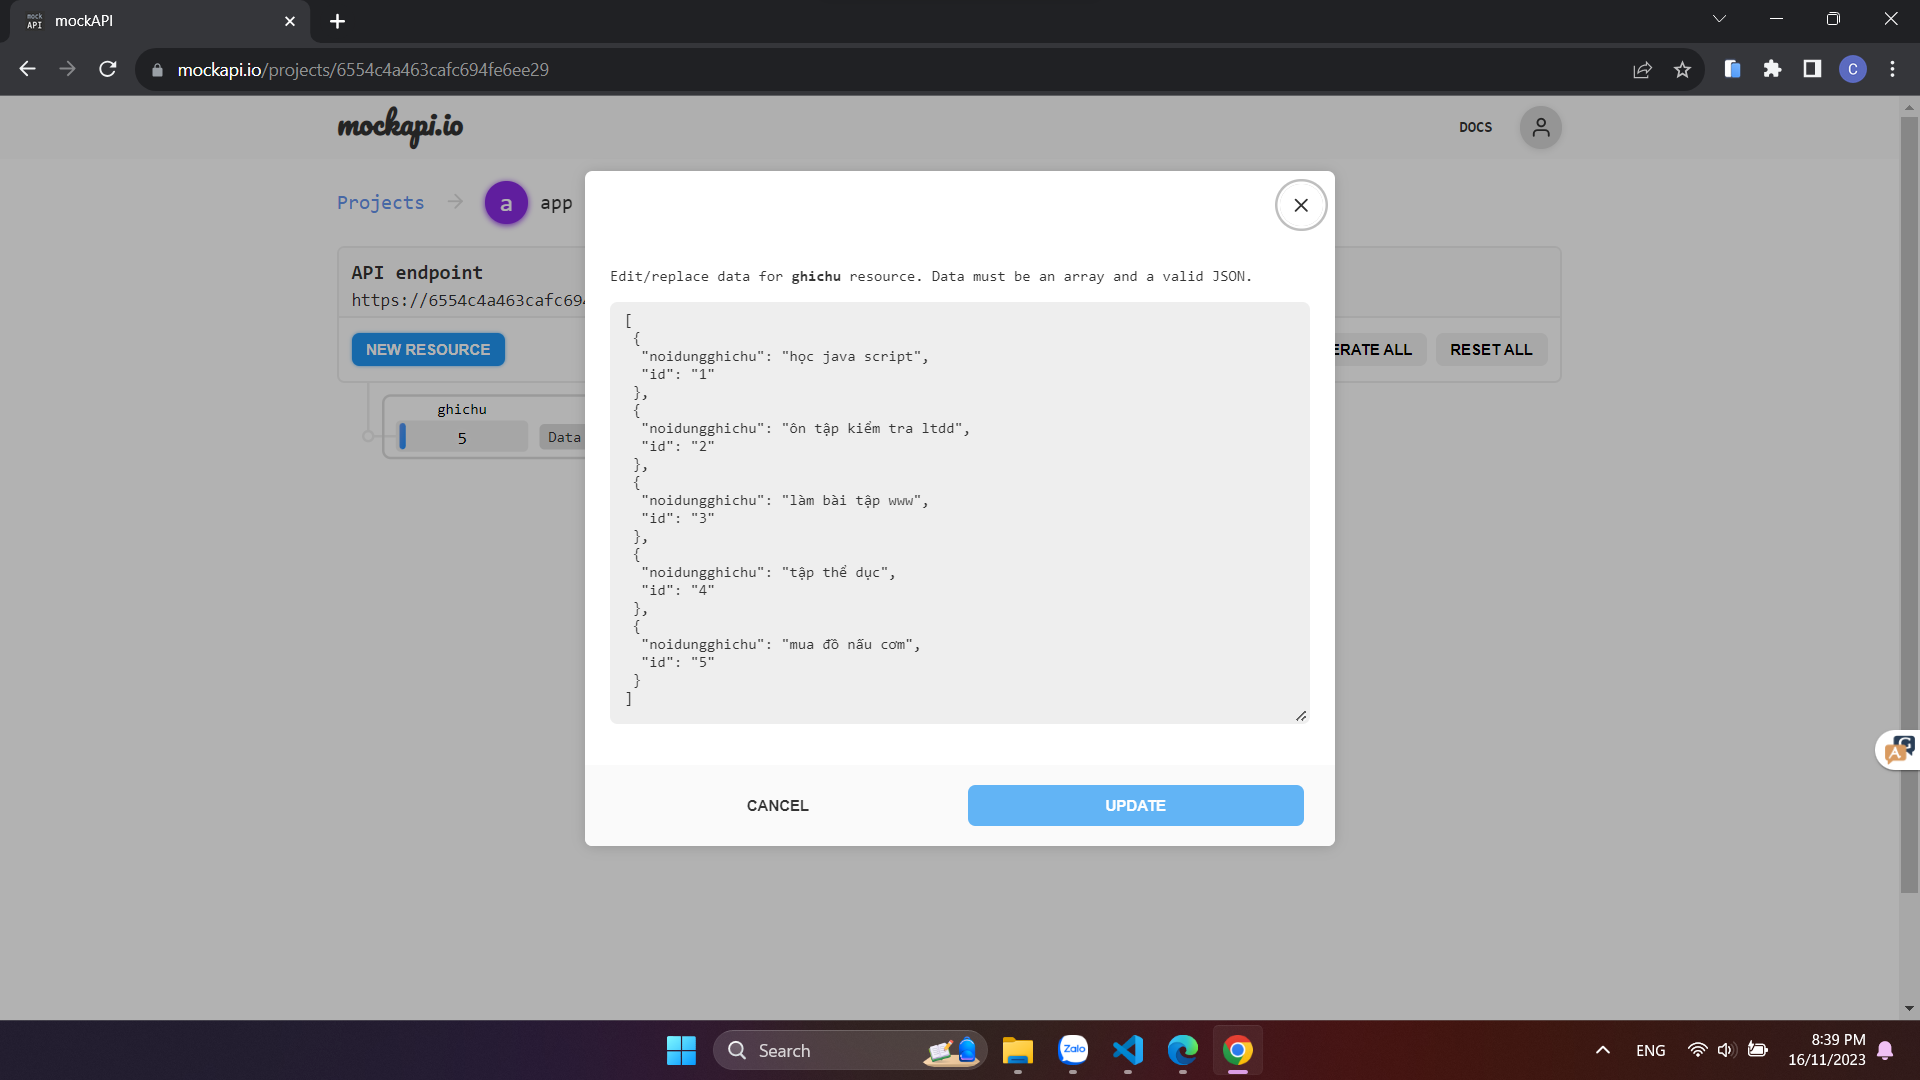 mock
API
mockAPI
mockapi.io/projects/6554c4a463cafc694fe6ee29
C
mockapi.io
DOCS
Projects
a
app
API endpoint
https://6554c4a463cafc69
NEW RESOURCE
ERATE ALL
RESET ALL
ghichu
5
Data
Edit/replace data for ghichu resource. Data must be an array and a valid JSON.
[
{
"noidungghichu": "học java script",
"id": "1"
},
{
"noidungghichu": "ôn tập kiểm tra ltdd",
"id": "2"
},
{
"noidungghichu": "làm bài tập www",
"id": "3"
},
{
"noidungghichu": "tập thể dục",
"id": "4"
},
{
"noidungghichu": "mua đồ nấu cơm",
"id": "5"
}
]
CANCEL
UPDATE
A
G
Search
Zalo
ENG
8:39 PM
16/11/2023